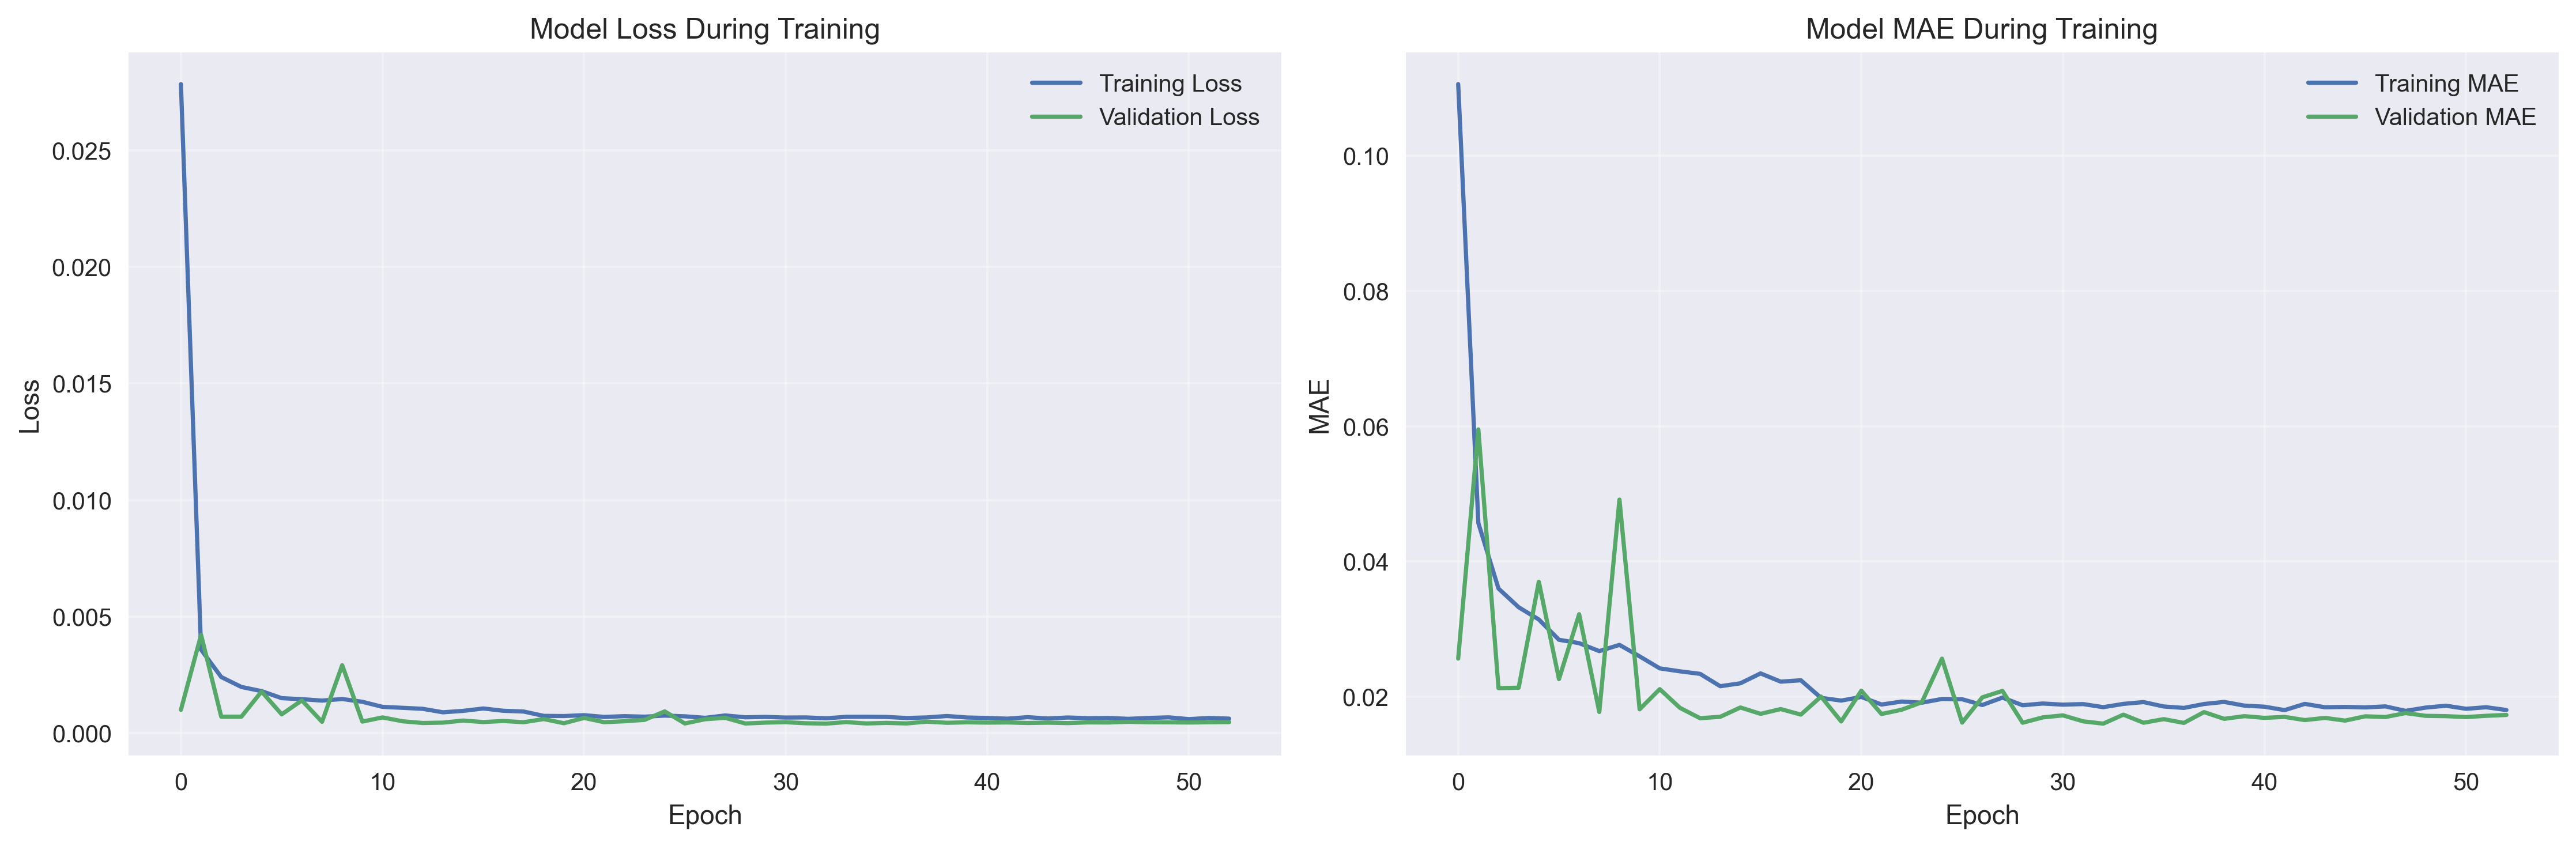 Model Loss During Training
Training Loss
Validation Loss
0.025
0.020
0.015
0.010
0.005
0.000
Loss
0
10
20
30
40
50
Epoch
Model MAE During Training
Training MAE
Validation MAE
0.10
0.08
0.06
0.04
0.02
MAE
0
10
20
30
40
50
Epoch